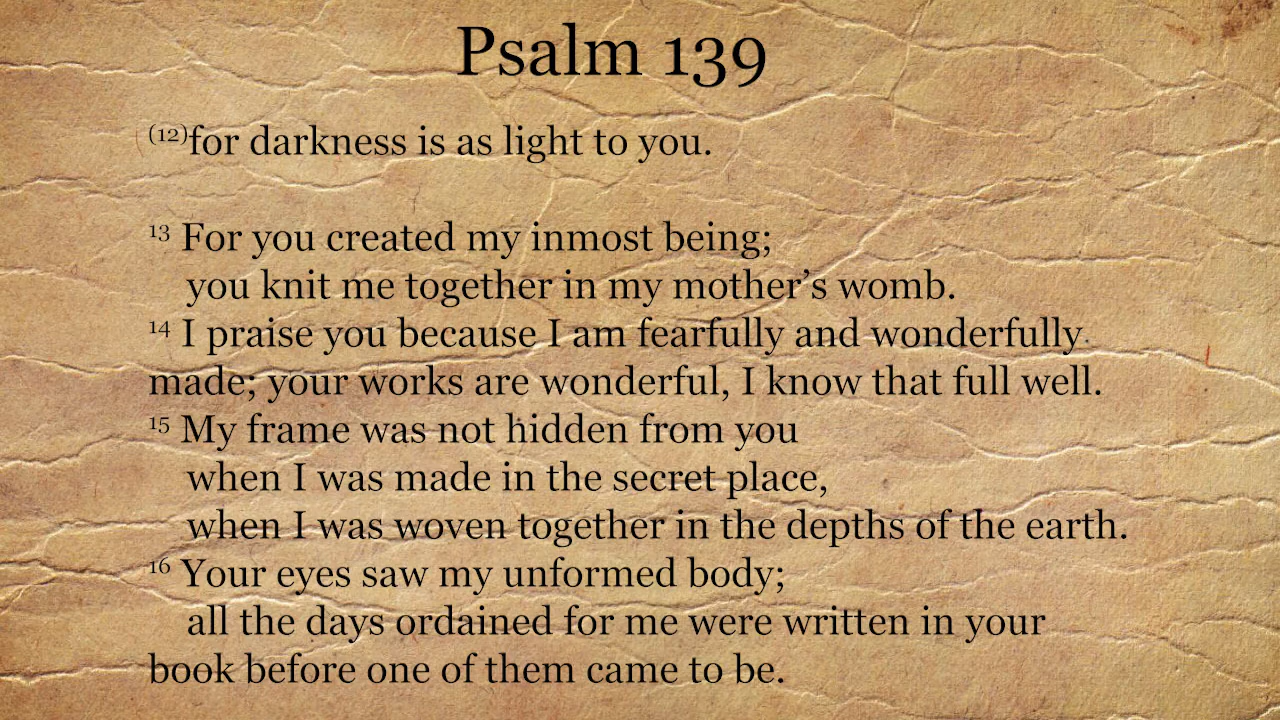 Psalm 139
(12)for darkness is as light to you.
13 For you created my inmost being;
you knit me together in my mother’s womb.
14 I praise you because I am fearfully and wonderfully
made; your works are wonderful, I know that full well.
15 My frame was not hidden from you
when I was made in the secret place,
when I was woven together in the depths of the earth.
16 Your eyes saw my unformed body;
all the days ordained for me were written in your
book before one of them came to be.